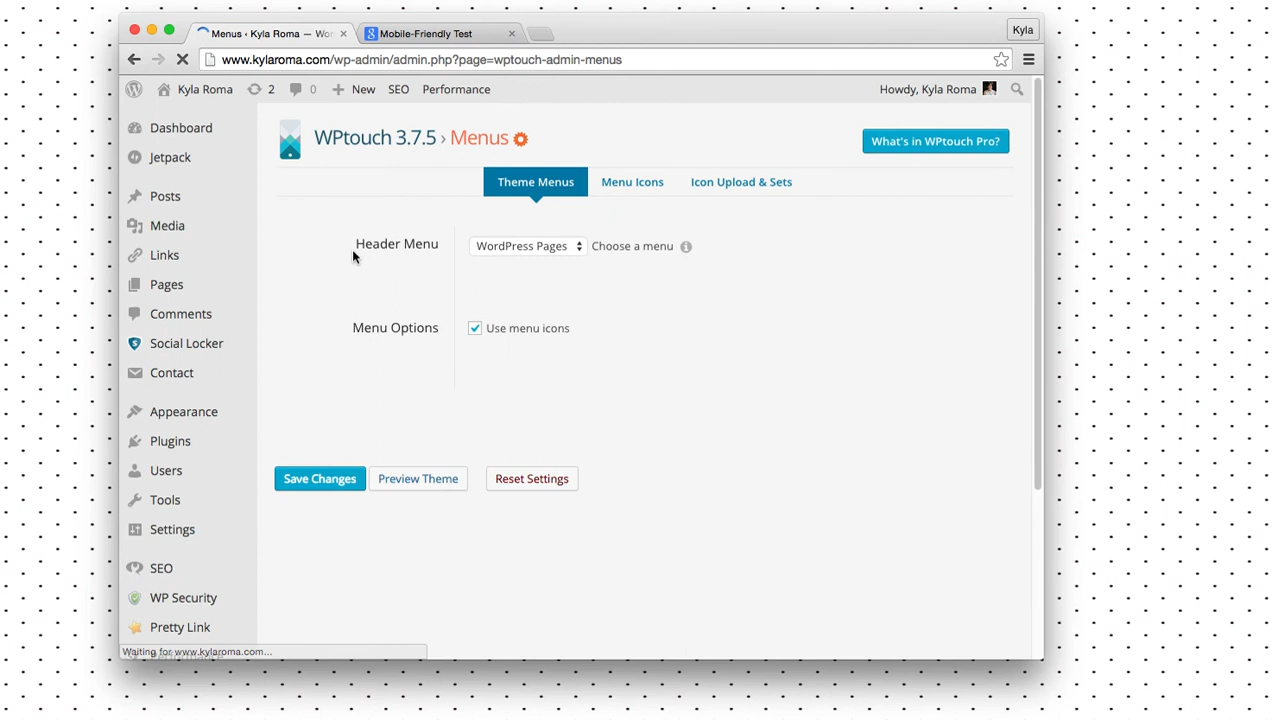 Menus ‹ Kyla Roma — Wor
Mobile-Friendly Test
Kyla
www.kylaroma.com/wp-admin/admin.php?page=wptouch-admin-menus
Kyla Roma 2 0 New SEO Performance Howdy, Kyla Roma
WPtouch 3.7.5 › Menus
What's in WPtouch Pro?
Theme Menus Menu Icons Icon Upload & Sets
Header Menu WordPress Pages Choose a menu
Menu Options Use menu icons
Save Changes Preview Theme Reset Settings
Dashboard
Jetpack
Posts
Media
Links
Pages
Comments
Social Locker
Contact
Appearance
Plugins
Users
Tools
Settings
SEO
WP Security
Pretty Link
Waiting for www.kylaroma.com...